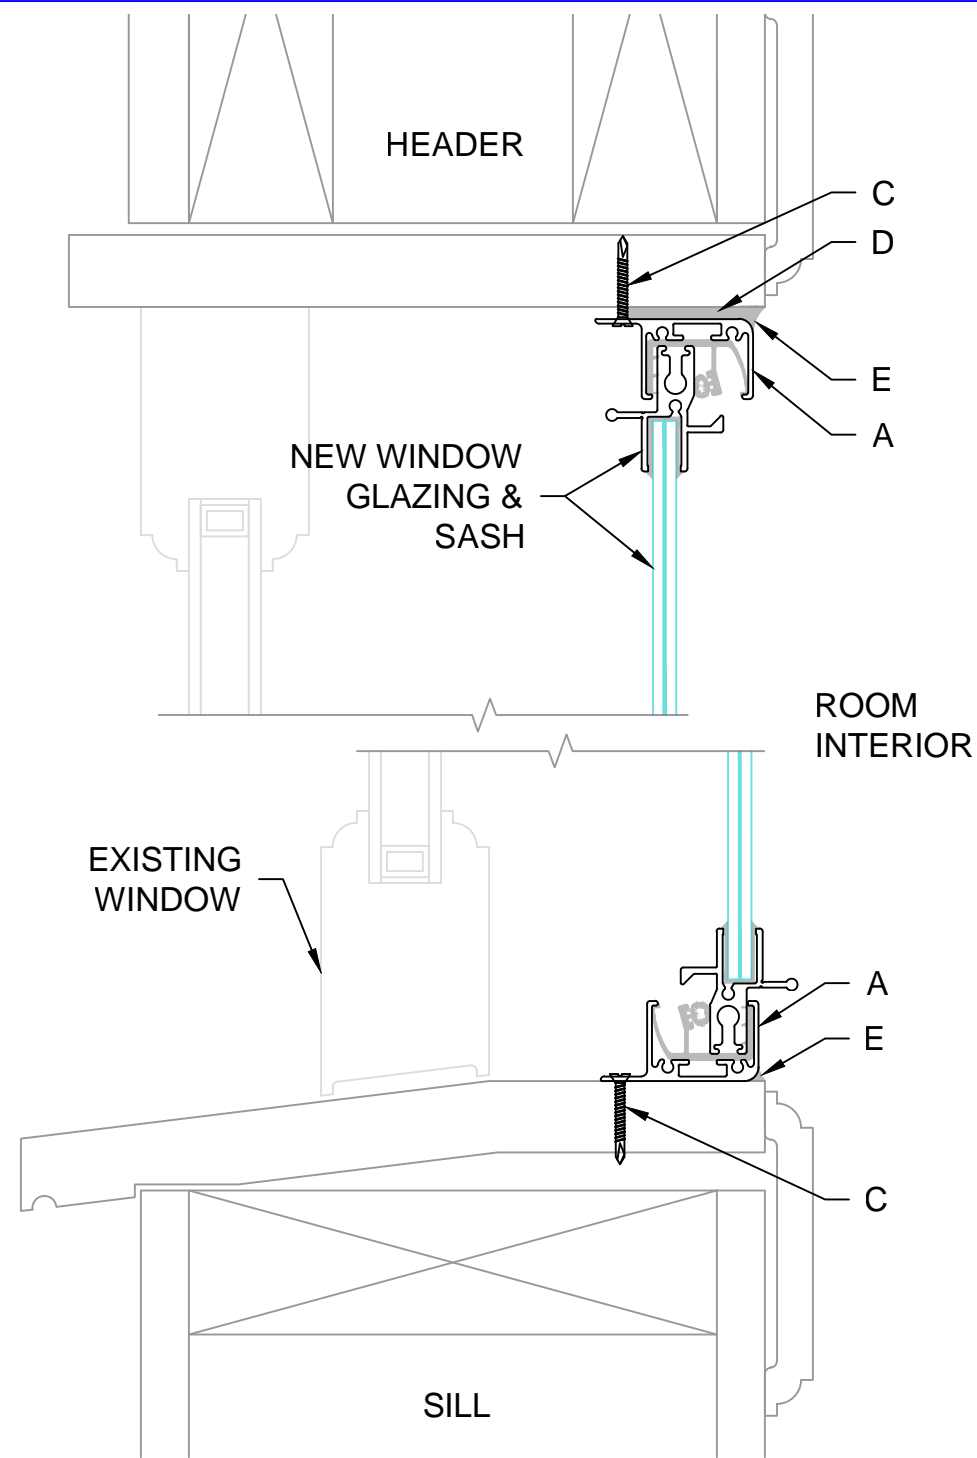 HEADER
C
D
E
A
NEW WINDOW
GLAZING &
SASH
ROOM
INTERIOR
EXISTING
WINDOW
A
E
C
SILL